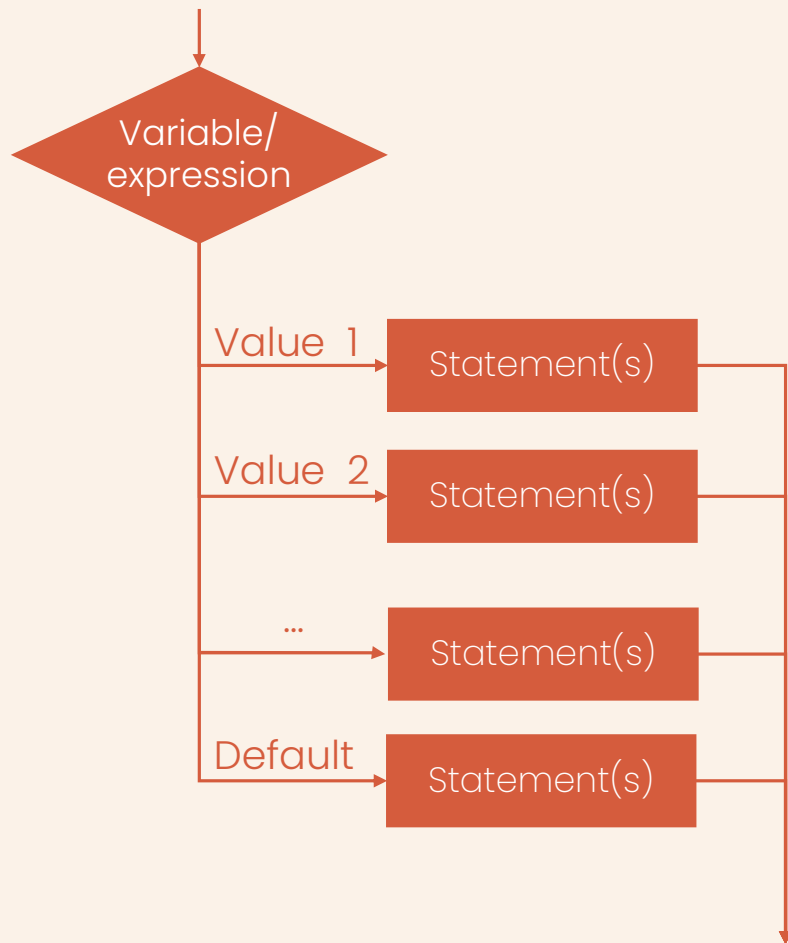 Variable/
expression
Value 1
Statement(s)
Value 2
Statement(s)
...
Statement(s)
Default
Statement(s)